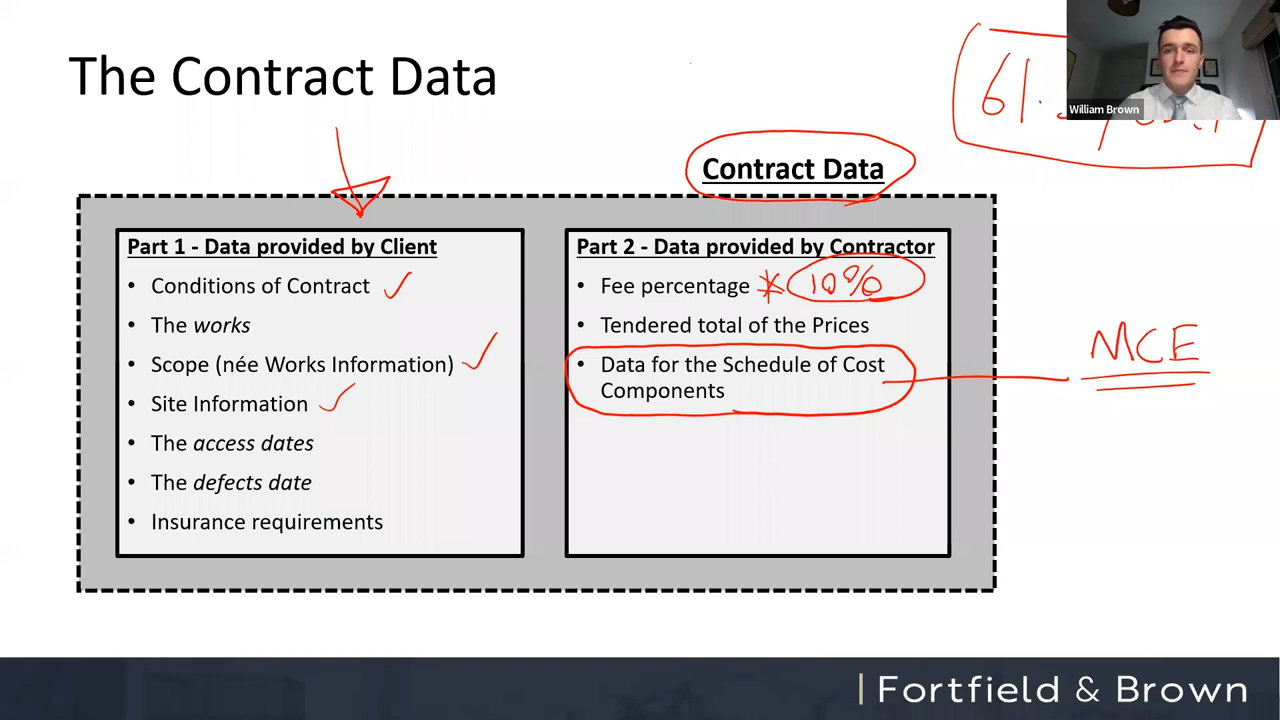 The Contract Data
61.
William Brown
Contract Data
Part 1 - Data provided by Client
• Conditions of Contract
• The works
• Scope (née Works Information)
• Site Information
• The access dates
• The defects date
• Insurance requirements
Part 2 - Data provided by Contractor
• Fee percentage * 10%
• Tendered total of the Prices
• Data for the Schedule of Cost
Components
MCE
| Fortfield & Brown